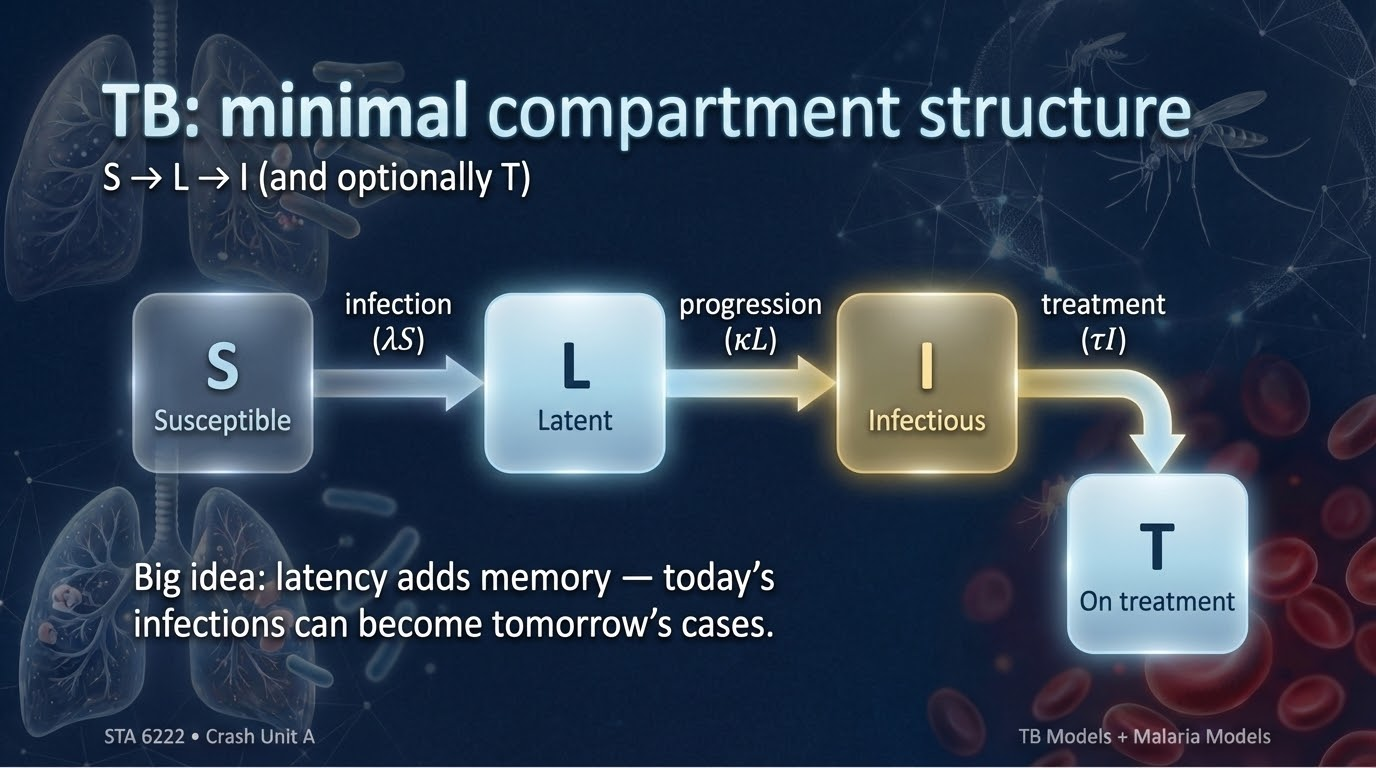 TB: minimal compartment structure
S → L → I (and optionally T)
infection
(λS)
progression
(κL)
treatment
(τI)
S
Susceptible
L
Latent
I
Infectious
T
On treatment
Big idea: latency adds memory — today’s
infections can become tomorrow’s cases.
STA 6222 • Crash Unit A
TB Models + Malaria Models